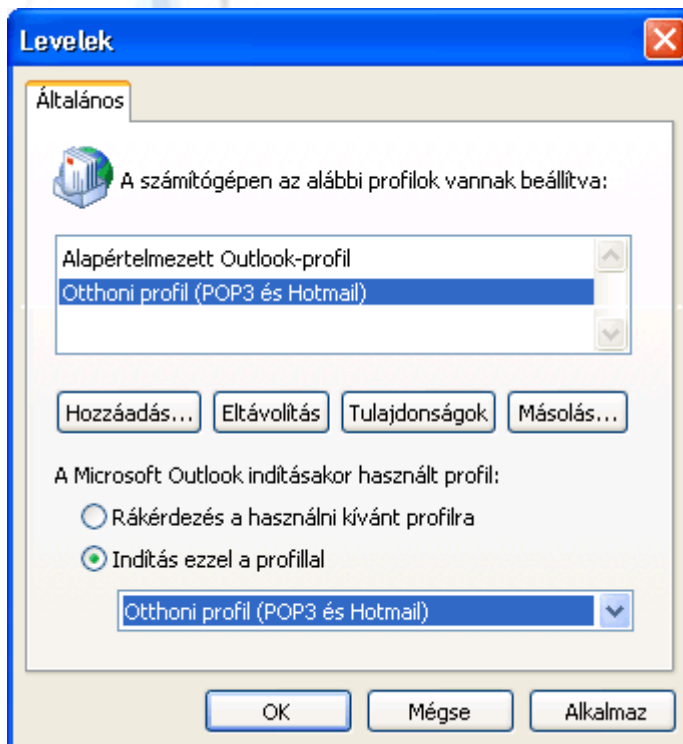 Levelek
Általános
A számítógépen az alábbi profilok vannak beállítva:
Alapértelmezett Outlook-profil
Otthoni profil (POP3 és Hotmail)
Hozzáadás... Eltávolítás Tulajdonságok Másolás...
A Microsoft Outlook indításakor használt profil:
Rákérdezés a használni kívánt profilra
Indítás ezzel a profillal
Otthoni profil (POP3 és Hotmail)
OK Mégse Alkalmaz